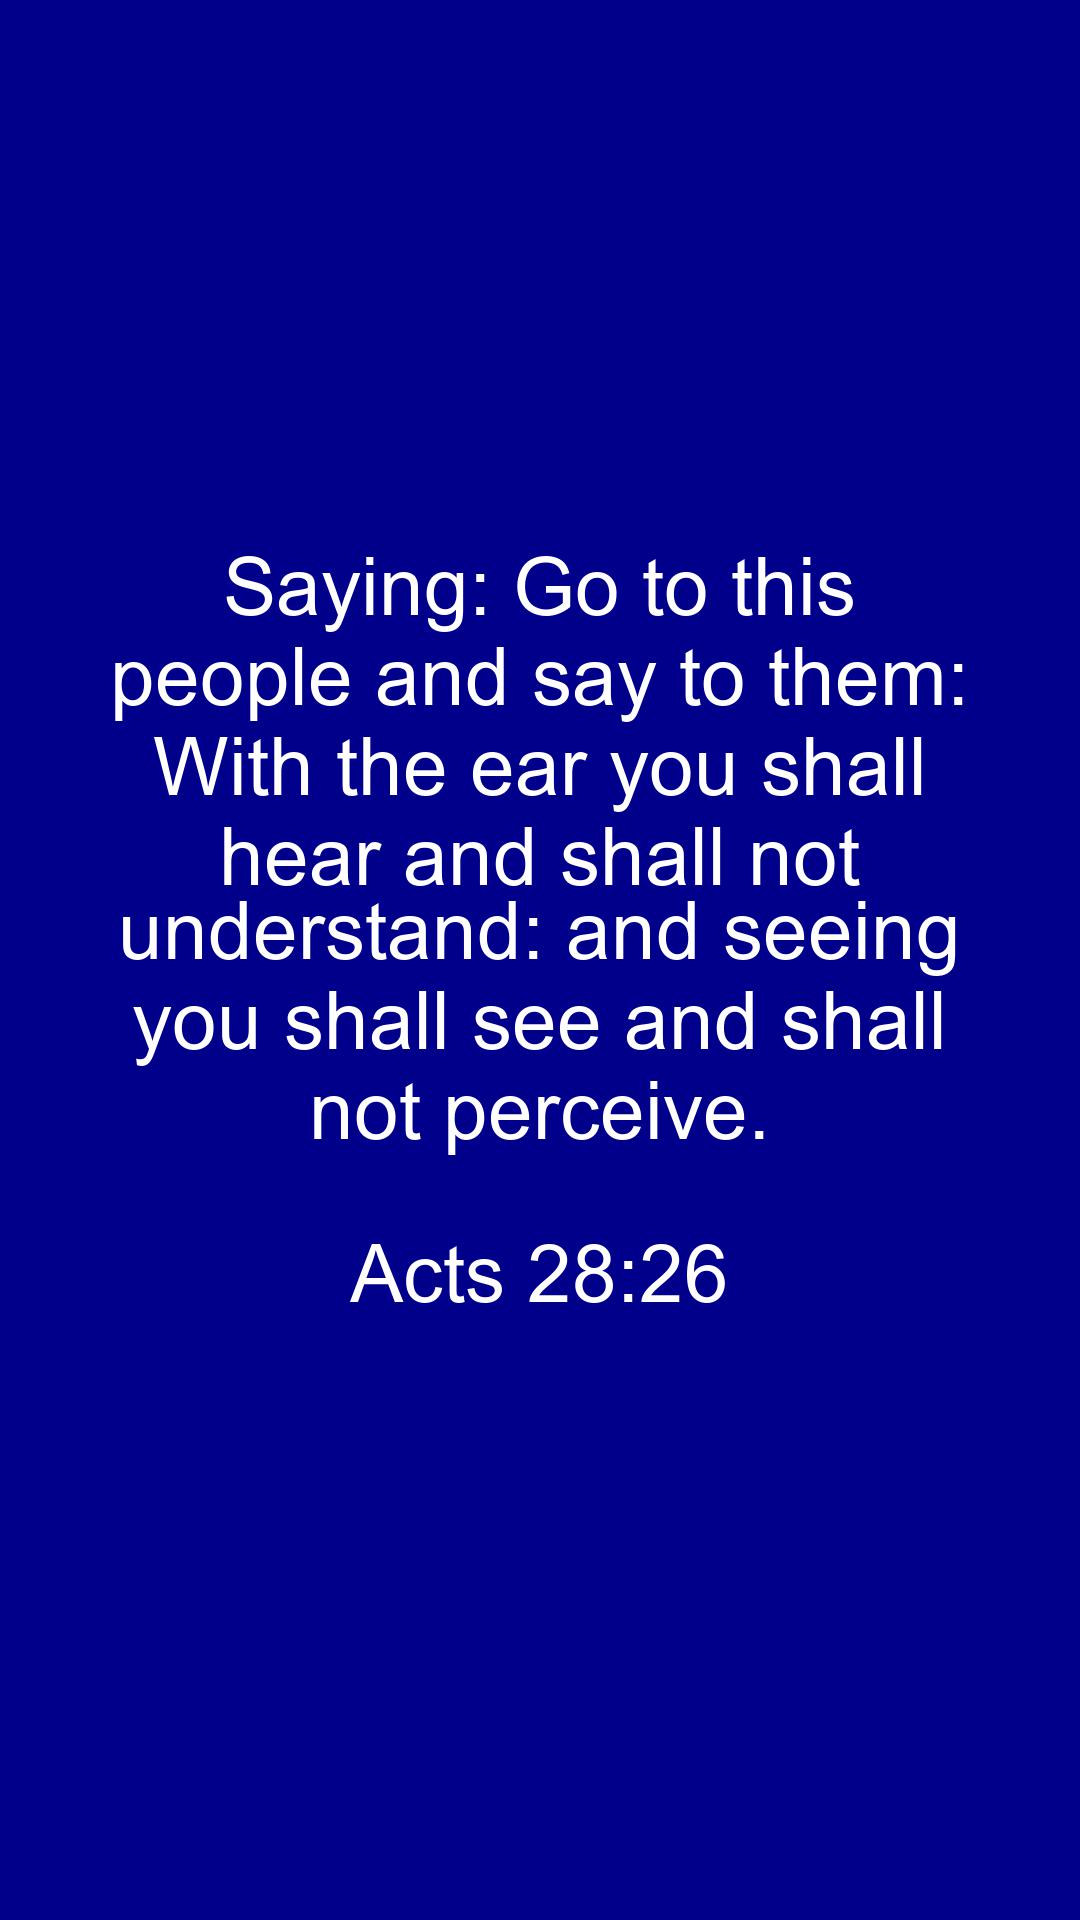 Saying: Go to this
people and say to them:
With the ear you shall
hear and shall not
understand: and seeing
you shall see and shall
not perceive.
Acts 28:26